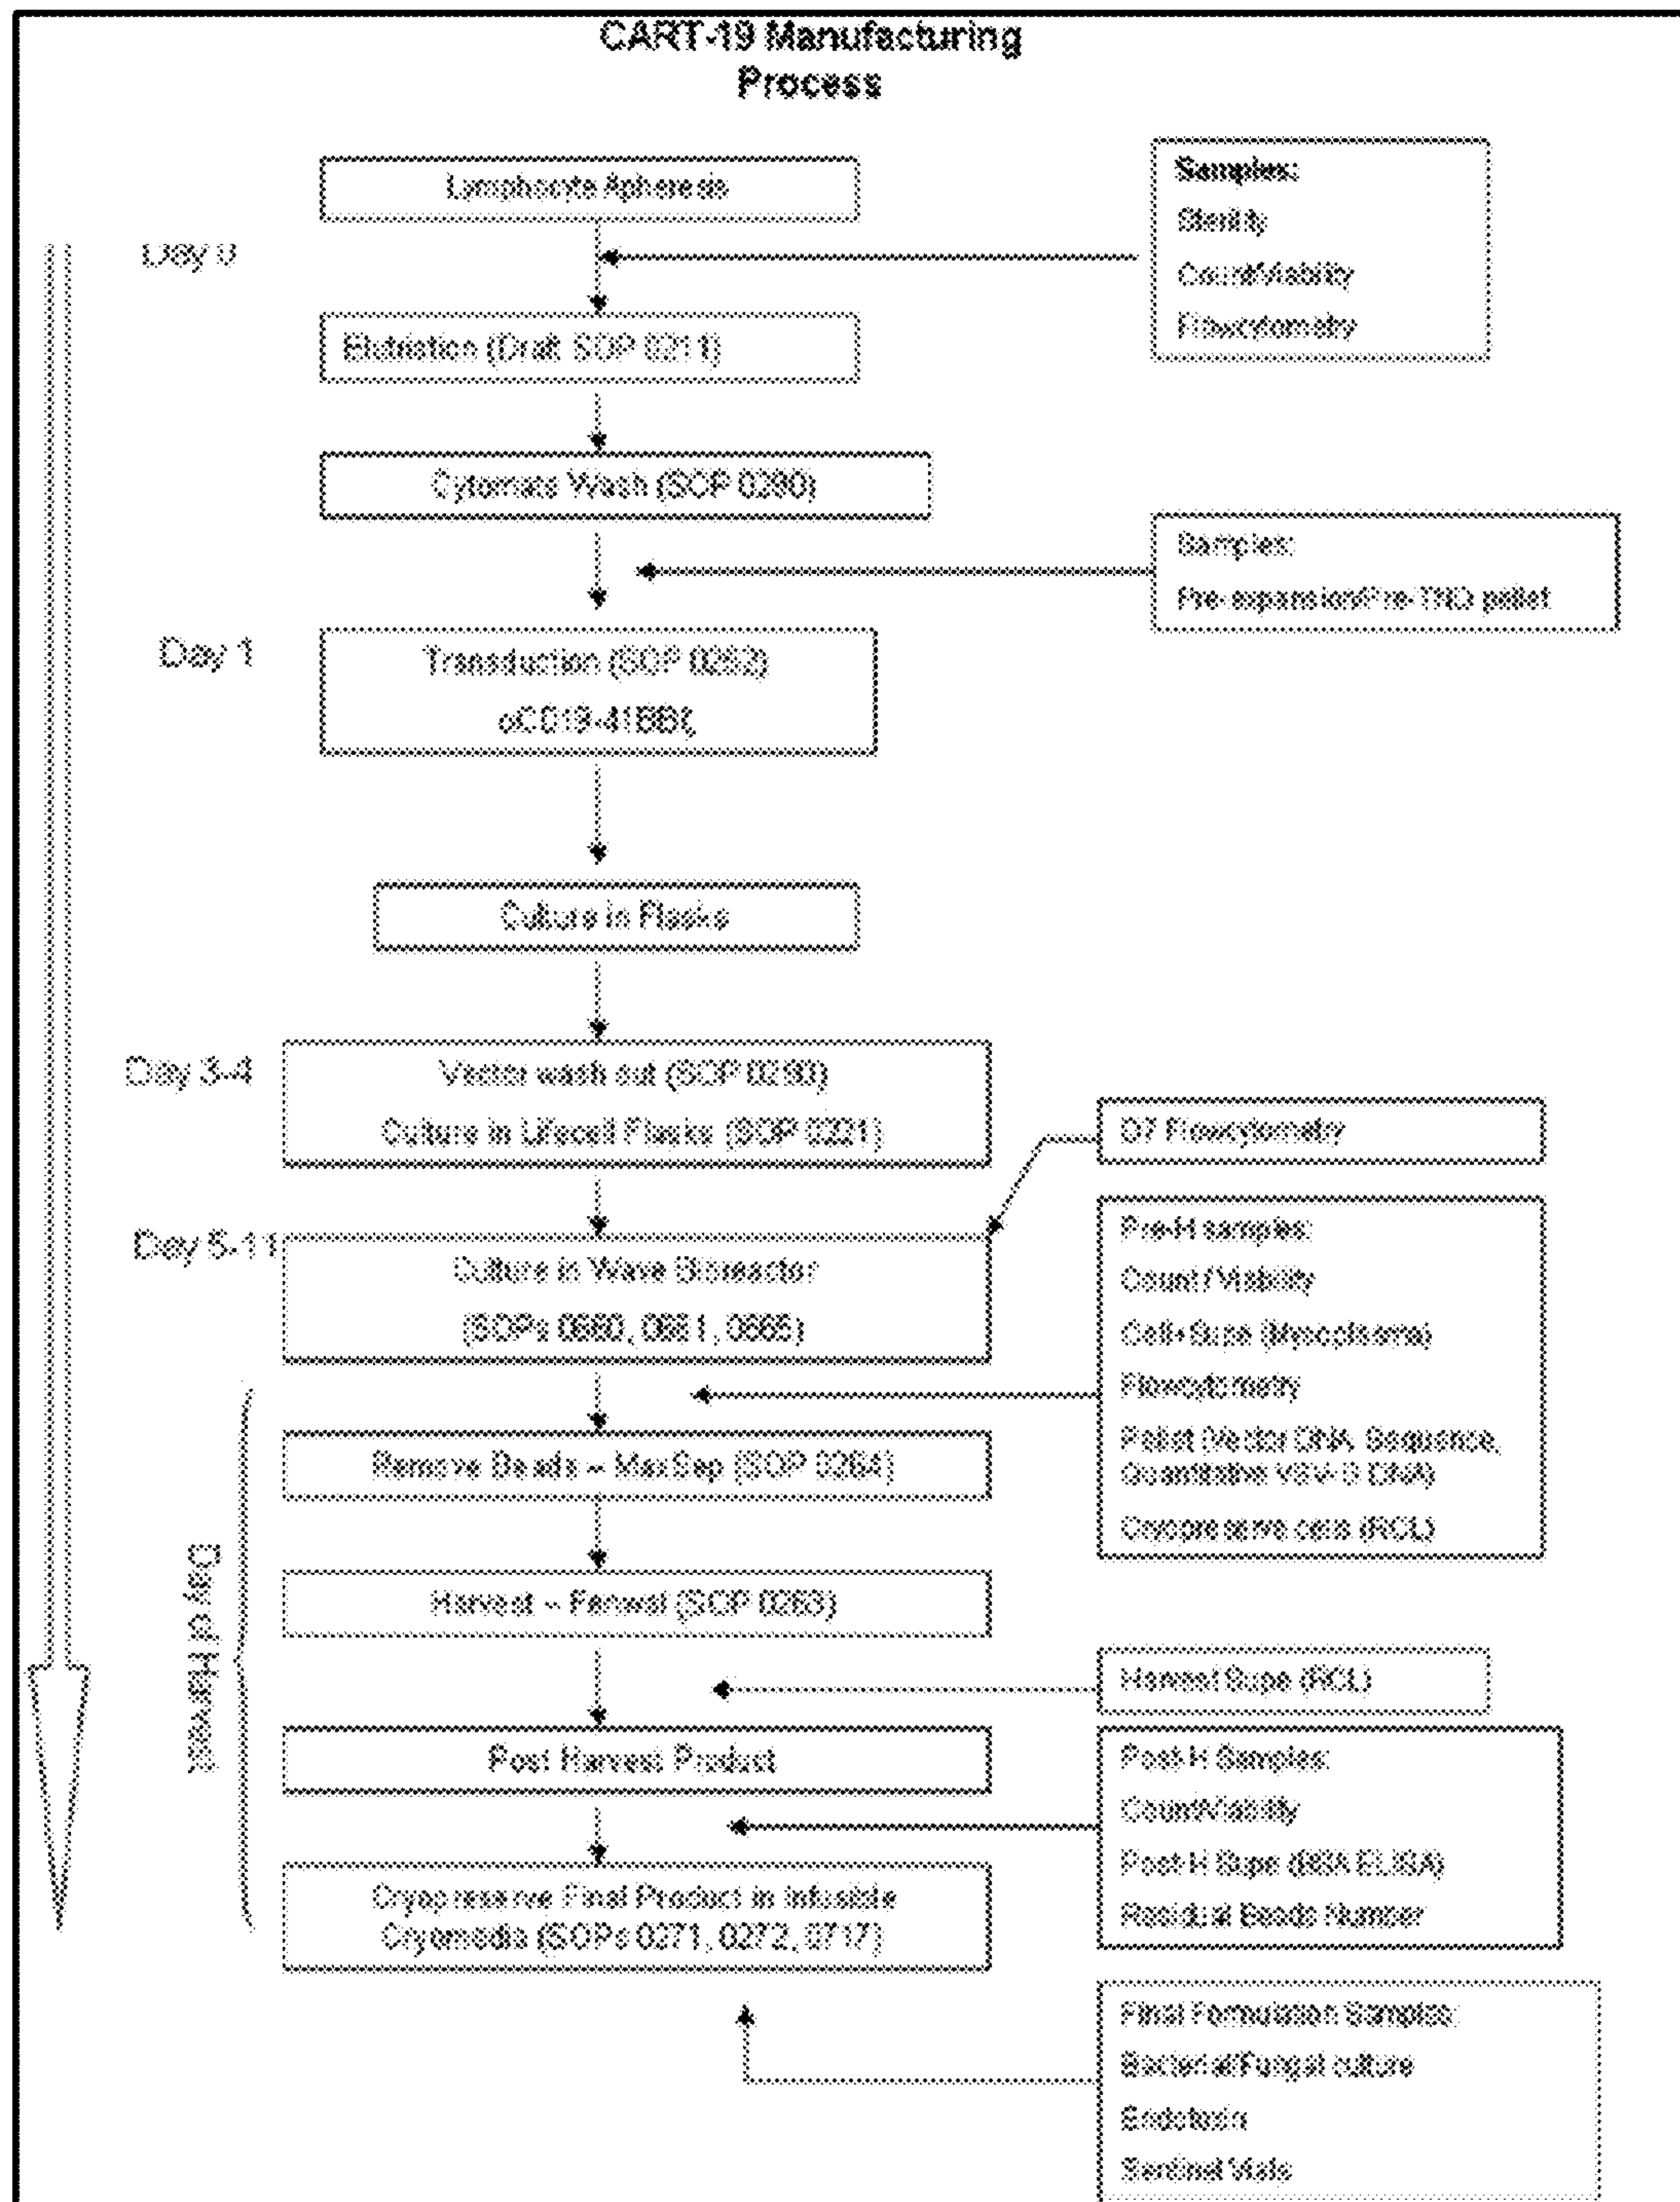 CART-19 Manufacturing
Process
Lymphocyte Apheresis
Samples:
Sterility
Count/Viability
Flowcytometry
Day 0
Elutriation (Draft SOP 0211)
Cytomate Wash (SOP 0290)
Samples:
Pre-expansion/Pre-TND pellet
Day 1
Transduction (SOP 0252)
αCD19-41BBζ
Culture in Flasks
Day 3-4
Vector wash out (SOP 0290)
Culture in Lifecell Flasks (SOP 0221)
D7 Flowcytometry
Day 5-11
Culture in Wave Bioreactor
(SOPs 0660, 0661, 0665)
Pre-H samples:
Count / Viability
Cell+Supe (Mycoplasma)
Flowcytometry
Pellet (Vector DNA Sequence,
Quantitative VSV-G DNA)
Cryopreserve cells (RCL)
Day of Harvest
Remove Beads – MaxSep (SOP 0264)
Harvest – Fenwal (SOP 0263)
Harvest Supe (RCL)
Post Harvest Product
Post-H Samples:
Count/Viability
Post-H Supe (BSA ELISA)
Residual Beads Number
Cryopreserve Final Product in Infusible
Cryomedia (SOPs 0271, 0272, 0717)
Final Formulation Samples:
Bacterial/Fungal culture
Endotoxin
Sentinel Vials